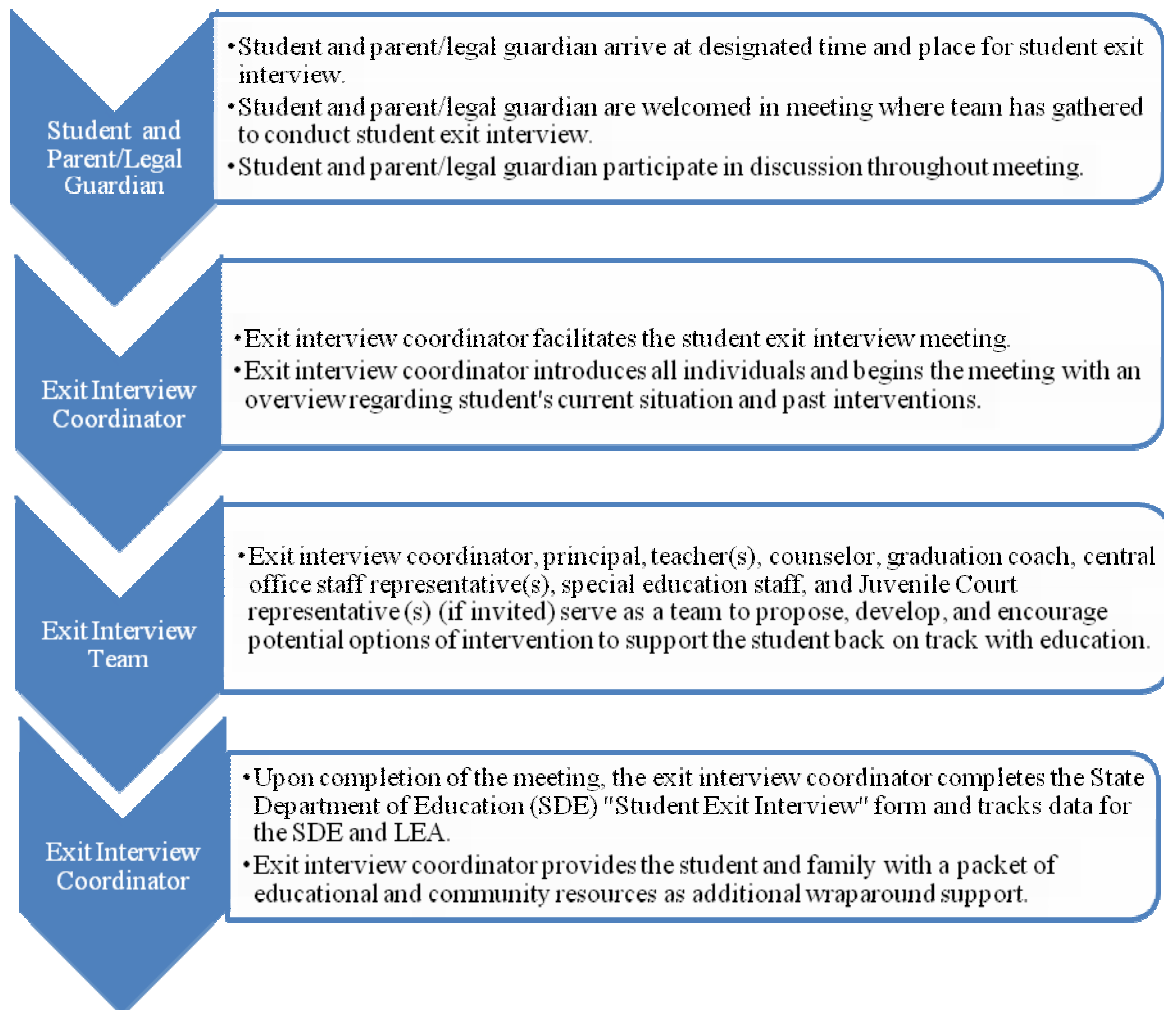 Student and
Parent/Legal
Guardian
•Student and parent/legal guardian arrive at designated time and place for student exit
interview.
•Student and parent/legal guardian are welcomed in meeting where team has gathered
to conduct student exit interview.
•Student and parent/legal guardian participate in discussion throughout meeting.
Exit Interview
Coordinator
•Exit interview coordinator facilitates the student exit interview meeting.
•Exit interview coordinator introduces all individuals and begins the meeting with an
overview regarding student's current situation and past interventions.
Exit Interview
Team
•Exit interview coordinator, principal, teacher(s), counselor, graduation coach, central
office staff representative(s), special education staff, and Juvenile Court
representative (s) (if invited) serve as a team to propose, develop, and encourage
potential options of intervention to support the student back on track with education.
Exit Interview
Coordinator
•Upon completion of the meeting, the exit interview coordinator completes the State
Department of Education (SDE) "Student Exit Interview" form and tracks data for
the SDE and LEA.
•Exit interview coordinator provides the student and family with a packet of
educational and community resources as additional wraparound support.